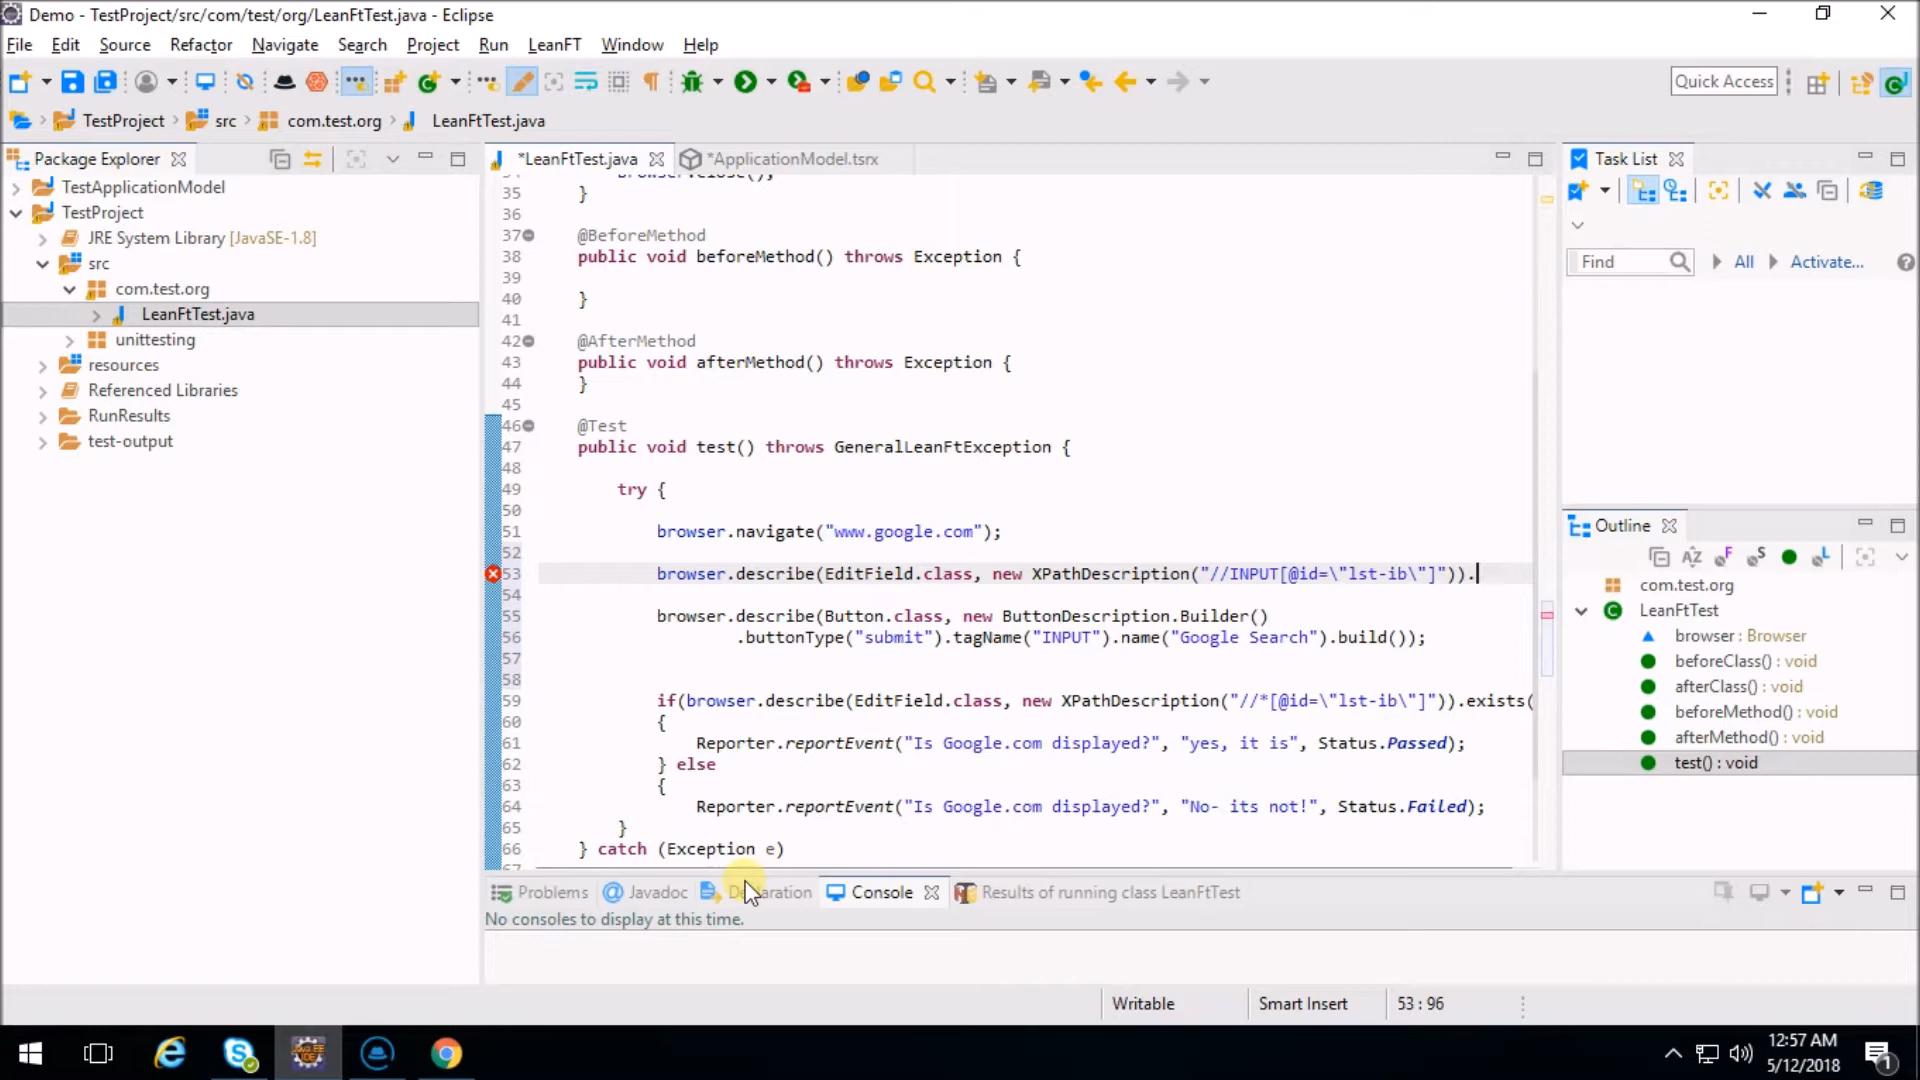 Demo - TestProject/src/com/test/org/LeanFtTest.java - Eclipse
File Edit Source Refactor Navigate Search Project Run LeanFT Window Help
Quick Access
TestProject src com.test.org LeanFtTest.java
Package Explorer
TestApplicationModel
TestProject
JRE System Library [JavaSE-1.8]
src
com.test.org
LeanFtTest.java
unittesting
resources
Referenced Libraries
RunResults
test-output
*LeanFtTest.java *ApplicationModel.tsrx
browser.close();
35 }
36
37 @BeforeMethod
38 public void beforeMethod() throws Exception {
39
40 }
41
42 @AfterMethod
43 public void afterMethod() throws Exception {
44 }
45
46 @Test
47 public void test() throws GeneralLeanFtException {
48
49 try {
50
51 browser.navigate("www.google.com");
52
53 browser.describe(EditField.class, new XPathDescription("//INPUT[@id=\"lst-ib\"]")).
54
55 browser.describe(Button.class, new ButtonDescription.Builder()
56 .buttonType("submit").tagName("INPUT").name("Google Search").build());
57
58
59 if(browser.describe(EditField.class, new XPathDescription("//*[@id=\"lst-ib\"]")).exists(
60 {
61 Reporter.reportEvent("Is Google.com displayed?", "yes, it is", Status.Passed);
62 } else
63 {
64 Reporter.reportEvent("Is Google.com displayed?", "No- its not!", Status.Failed);
65 }
66 } catch (Exception e)
Task List
Find All Activate...
Outline
com.test.org
LeanFtTest
browser : Browser
beforeClass() : void
afterClass() : void
beforeMethod() : void
afterMethod() : void
test() : void
Problems Javadoc Declaration Console Results of running class LeanFtTest
No consoles to display at this time.
Writable Smart Insert 53 : 96
12:57 AM
5/12/2018
1